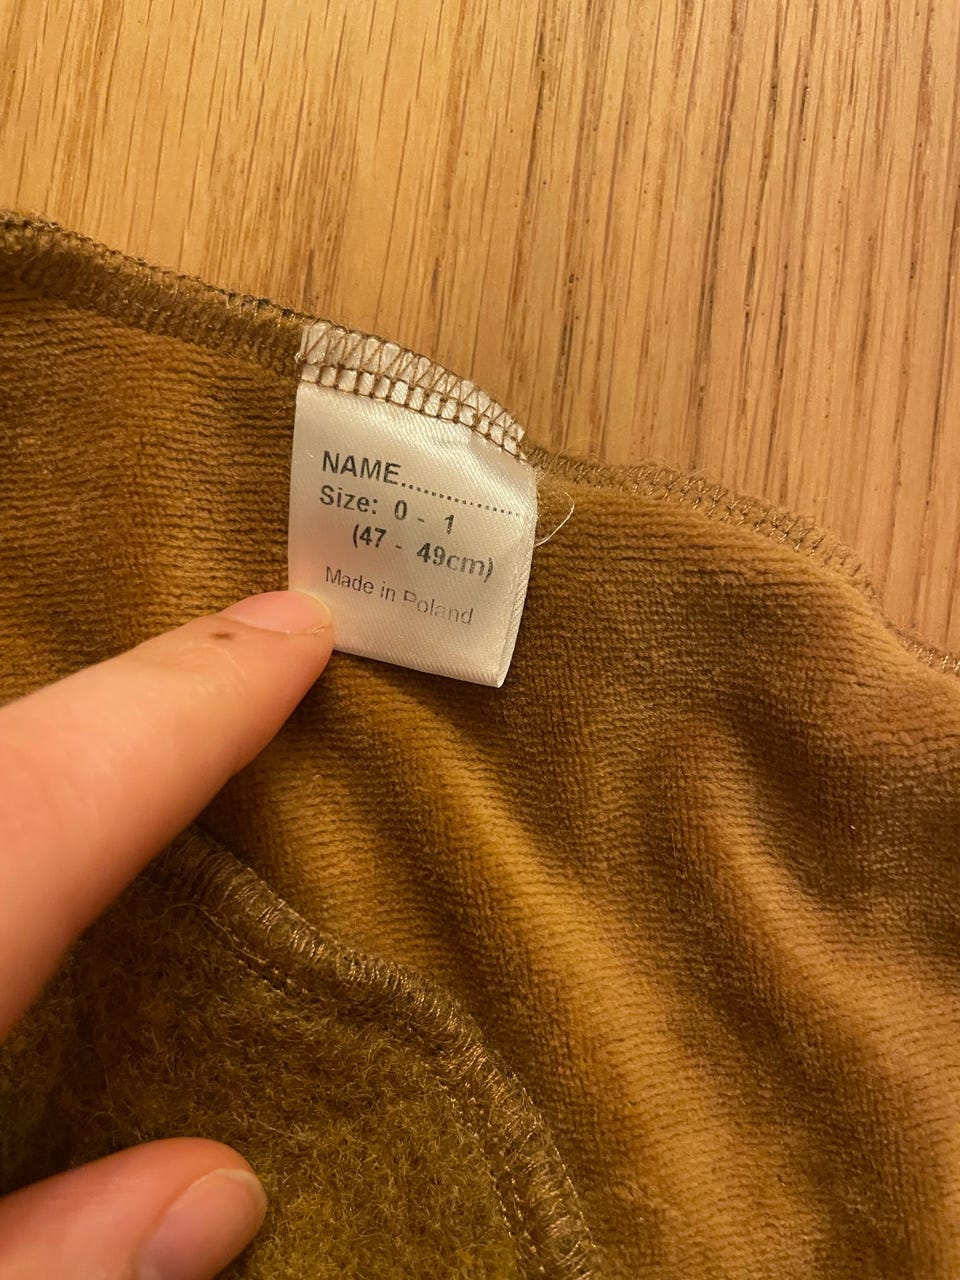 NAME....................
Size: 0 - 1
(47 - 49cm)
Made in Poland